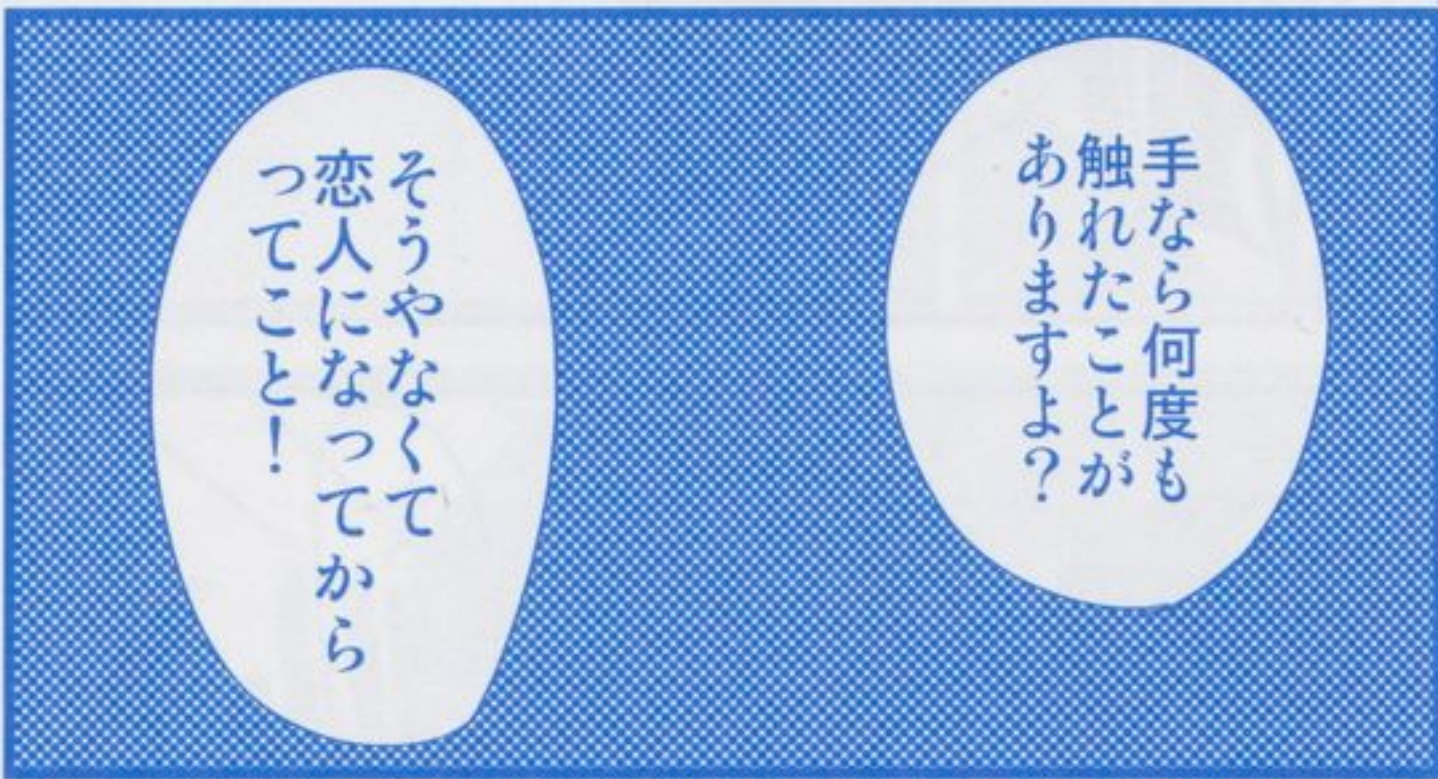 手なら何度も
触れたことが
ありますよ？
そうやなくて
恋人になってから
ってこと！